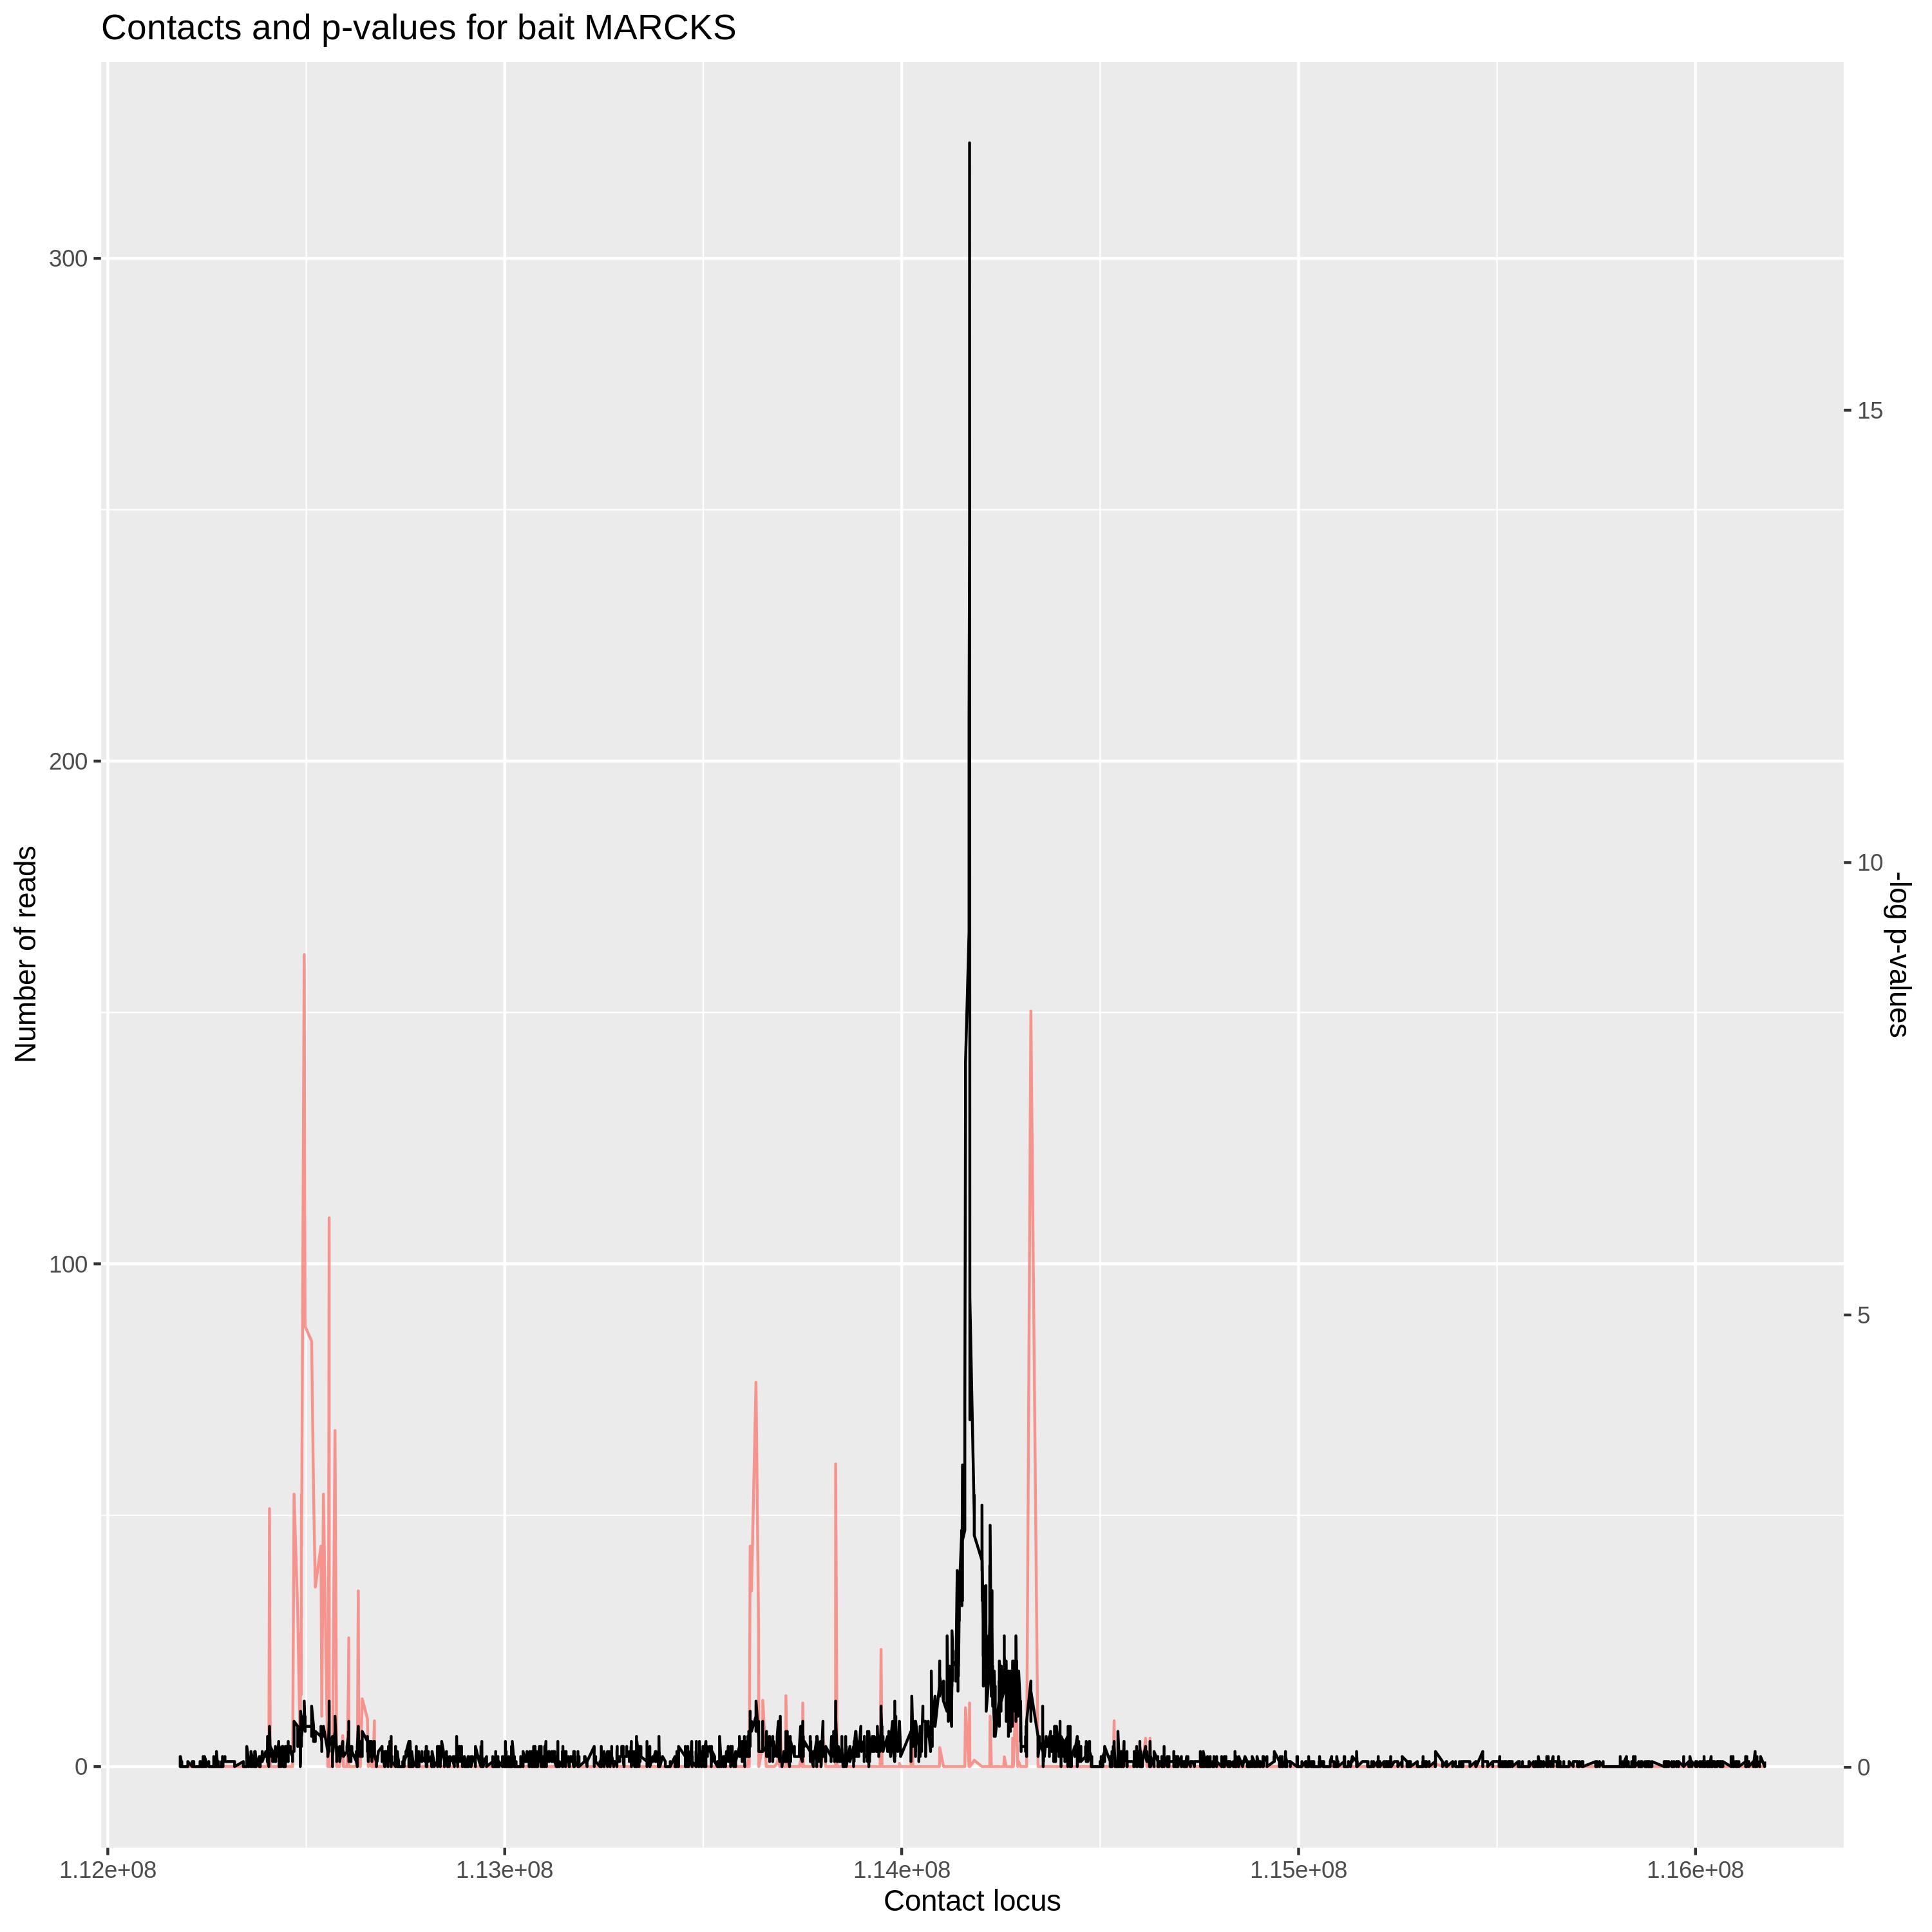 Contacts and p-values for bait MARCKS
300
200
100
0
Number of reads
15
10
5
0
-log p-values
1.12e+08
1.13e+08
1.14e+08
1.15e+08
1.16e+08
Contact locus